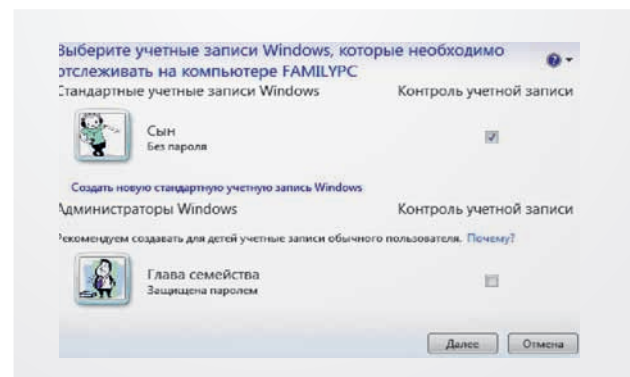 Выберите учетные записи Windows, которые необходимо
отслеживать на компьютере FAMILYPC
Стандартные учетные записи Windows Контроль учетной записи
Сын
Без пароля
Создать новую стандартную учетную запись Windows
Администраторы Windows Контроль учетной записи
Рекомендуем создавать для детей учетные записи обычного пользователя. Почему?
Глава семейства
Защищена паролем
Далее Отмена